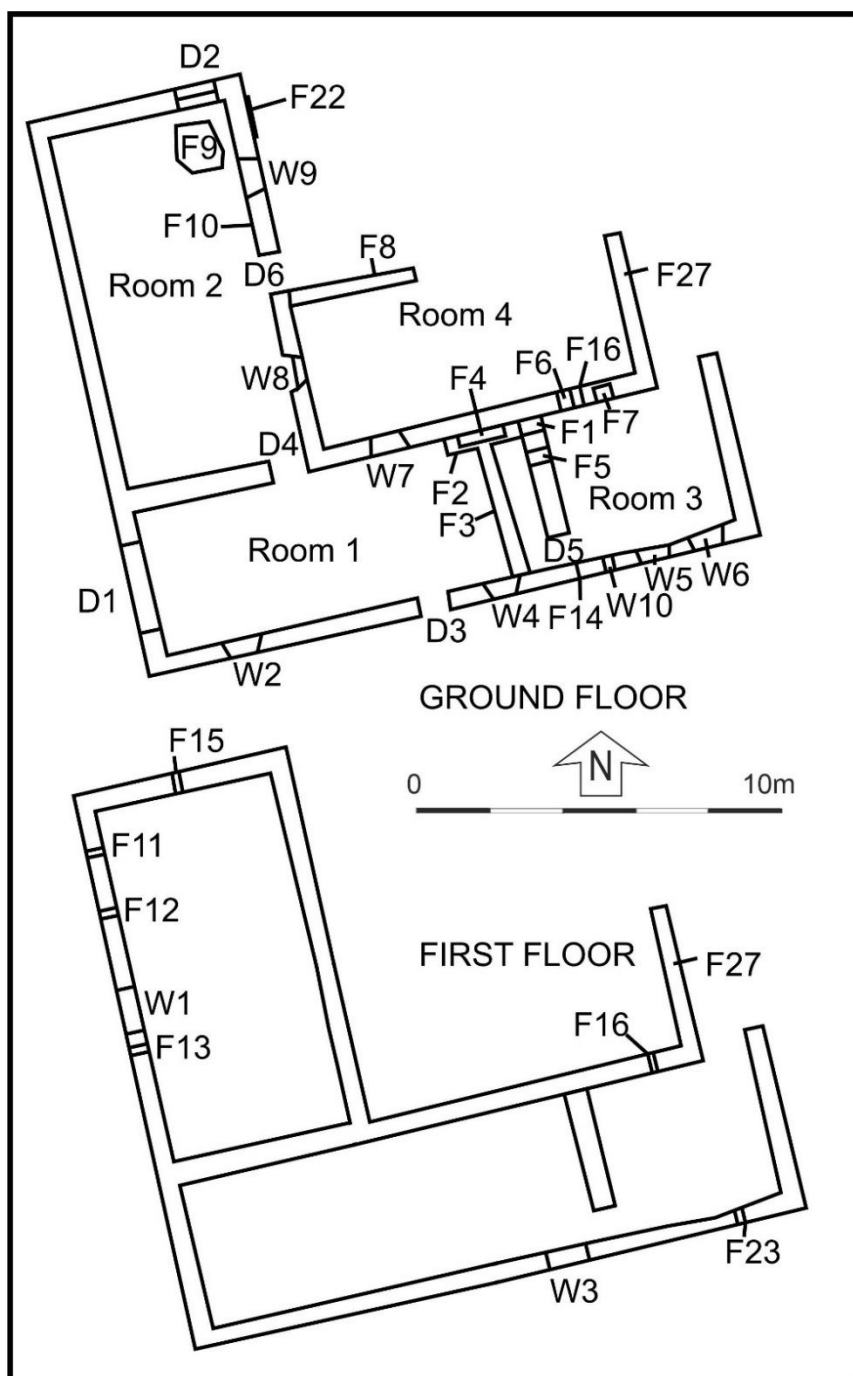 D2
F22
F9
W9
F10
F8
D6
Room 2
F27
Room 4
F6
F16
F4
W8
F7
F1
D4
W7
F2
F5
Room 3
F3
Room 1
D5
W6
W5
D1
W10
D3
W4
F14
W2
GROUND FLOOR
F15
N
0
10m
F11
F12
FIRST FLOOR
F27
W1
F16
F13
F23
W3